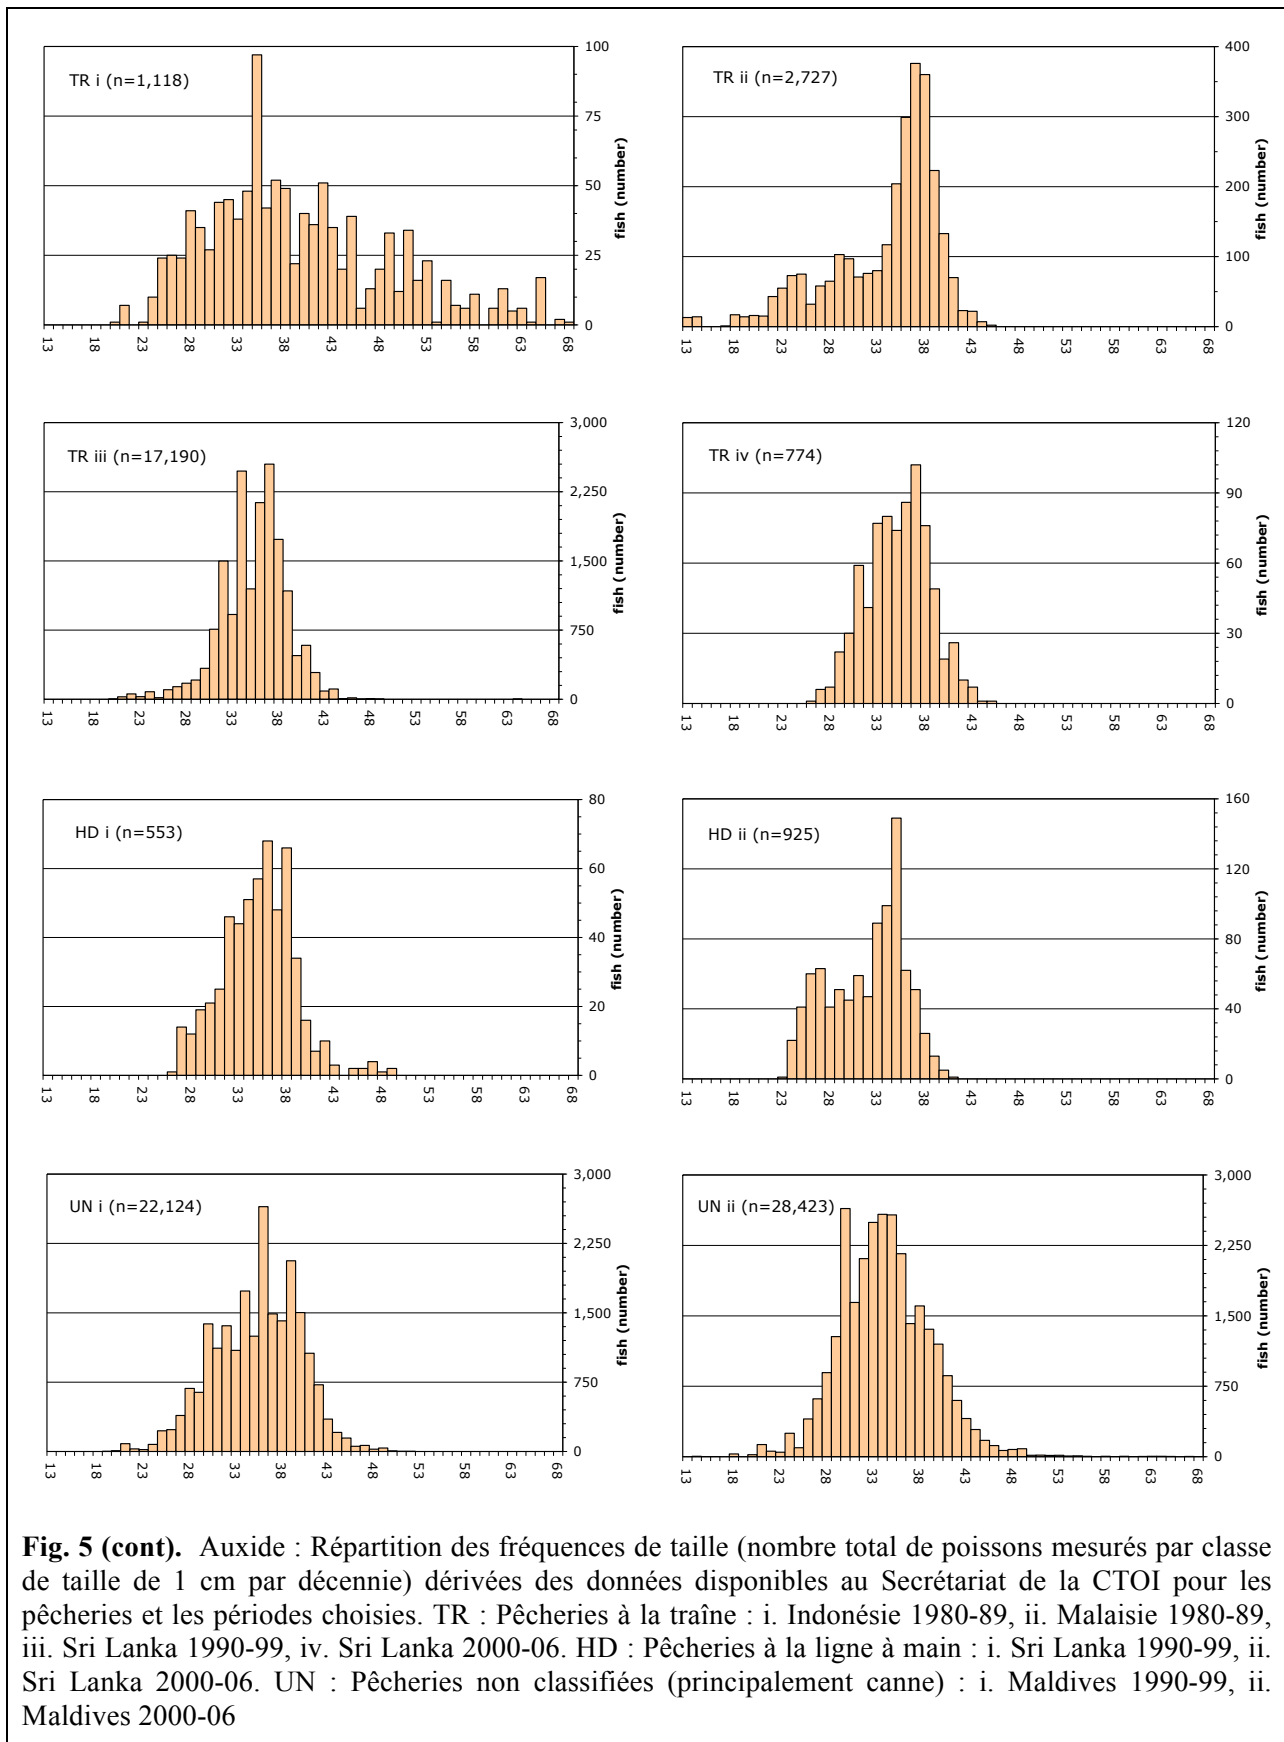 TR i (n=1,118)
100
75
50
25
0
fish (number)
13 18 23 28 33 38 43 48 53 58 63 68
TR ii (n=2,727)
400
300
200
100
0
fish (number)
13 18 23 28 33 38 43 48 53 58 63 68
TR iii (n=17,190)
3,000
2,250
1,500
750
0
fish (number)
13 18 23 28 33 38 43 48 53 58 63 68
TR iv (n=774)
120
90
60
30
0
fish (number)
13 18 23 28 33 38 43 48 53 58 63 68
HD i (n=553)
80
60
40
20
0
fish (number)
13 18 23 28 33 38 43 48 53 58 63 68
HD ii (n=925)
160
120
80
40
0
fish (number)
13 18 23 28 33 38 43 48 53 58 63 68
UN i (n=22,124)
3,000
2,250
1,500
750
0
fish (number)
13 18 23 28 33 38 43 48 53 58 63 68
UN ii (n=28,423)
3,000
2,250
1,500
750
0
fish (number)
13 18 23 28 33 38 43 48 53 58 63 68
Fig. 5 (cont). Auxide : Répartition des fréquences de taille (nombre total de poissons mesurés par classe
de taille de 1 cm par décennie) dérivées des données disponibles au Secrétariat de la CTOI pour les
pêcheries et les périodes choisies. TR : Pêcheries à la traîne : i. Indonésie 1980-89, ii. Malaisie 1980-89,
iii. Sri Lanka 1990-99, iv. Sri Lanka 2000-06. HD : Pêcheries à la ligne à main : i. Sri Lanka 1990-99, ii.
Sri Lanka 2000-06. UN : Pêcheries non classifiées (principalement canne) : i. Maldives 1990-99, ii.
Maldives 2000-06